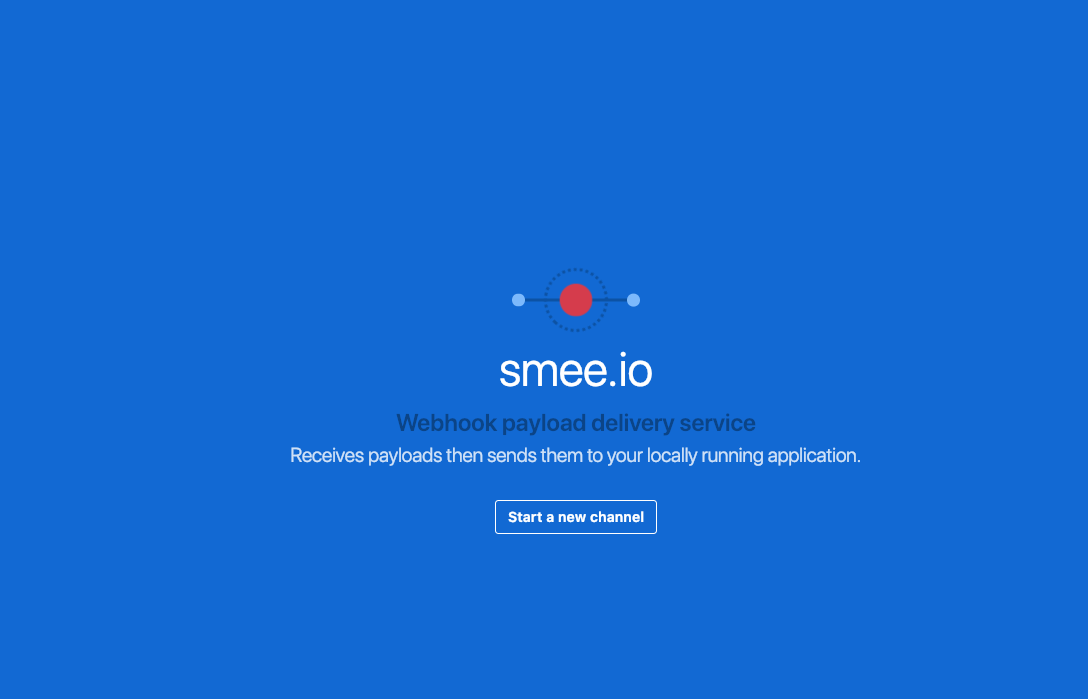 smee.io
Webhook payload delivery service
Receives payloads then sends them to your locally running application.
Start a new channel